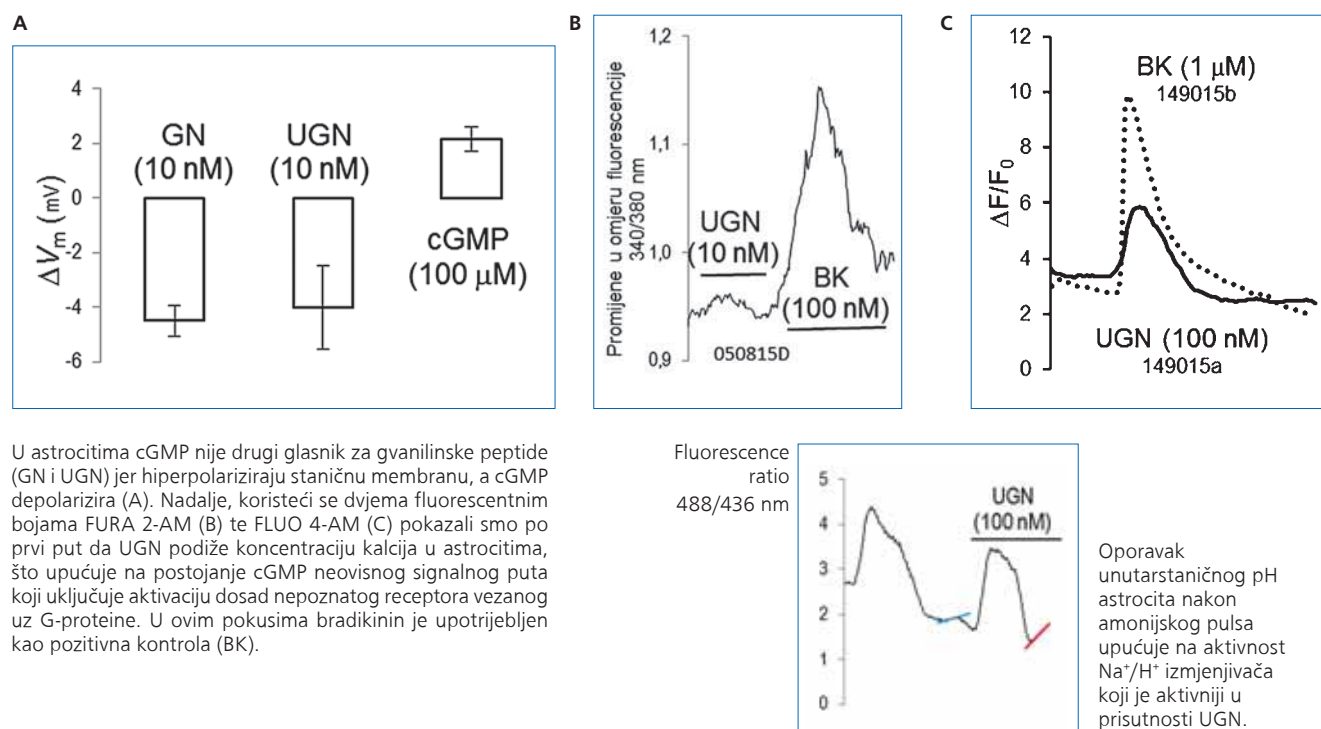 A
4
2
0
-2
-4
-6
ΔVm (mV)
GN
(10 nM)
UGN
(10 nM)
cGMP
(100 µM)
B
1,2
1,1
1,0
0,9
Promijene u omjeru fluorescencije
340/380 nm
UGN
(10 nM)
BK
(100 nM)
050815D
C
12
10
8
6
4
2
0
ΔF/F0
BK (1 µM)
149015b
UGN (100 nM)
149015a
U astrocitima cGMP nije drugi glasnik za gvanilinske peptide
(GN i UGN) jer hiperpolariziraju staničnu membranu, a cGMP
depolarizira (A). Nadalje, koristeći se dvjema fluorescentnim
bojama FURA 2-AM (B) te FLUO 4-AM (C) pokazali smo po
prvi put da UGN podiže koncentraciju kalcija u astrocitima,
što upućuje na postojanje cGMP neovisnog signalnog puta
koji uključuje aktivaciju dosad nepoznatog receptora vezanog
uz G-proteine. U ovim pokusima bradikinin je upotrijebljen
kao pozitivna kontrola (BK).
Fluorescence
ratio
488/436 nm
5
4
3
2
1
0
UGN
(100 nM)
Oporavak
unutarstaničnog pH
astrocita nakon
amonijskog pulsa
upućuje na aktivnost
Na⁺/H⁺ izmjenjivača
koji je aktivniji u
prisutnosti UGN.